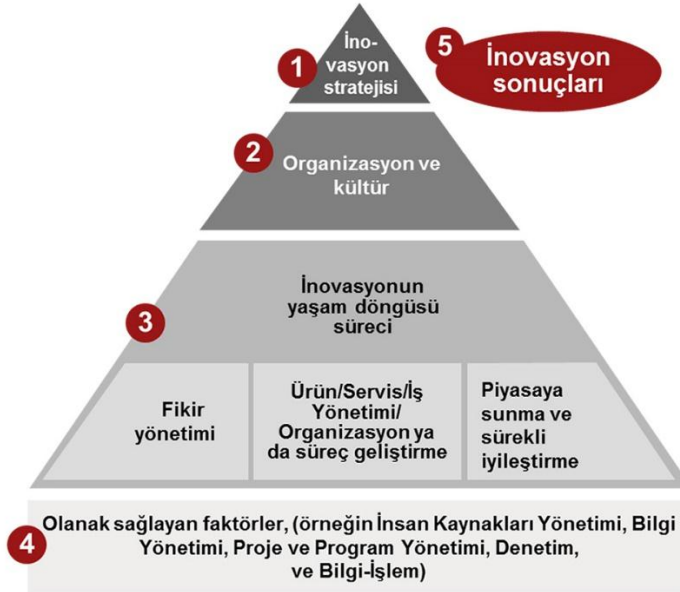 1
İno-
vasyon
stratejisi
5
İnovasyon
sonuçları
2
Organizasyon ve
kültür
3
İnovasyonun
yaşam döngüsü
süreci
Fikir
yönetimi
Ürün/Servis/İş
Yönetimi/
Organizasyon ya
da süreç geliştirme
Piyasaya
sunma ve
sürekli
iyileştirme
4
Olanak sağlayan faktörler, (örneğin İnsan Kaynakları Yönetimi, Bilgi
Yönetimi, Proje ve Program Yönetimi, Denetim,
ve Bilgi-İşlem)